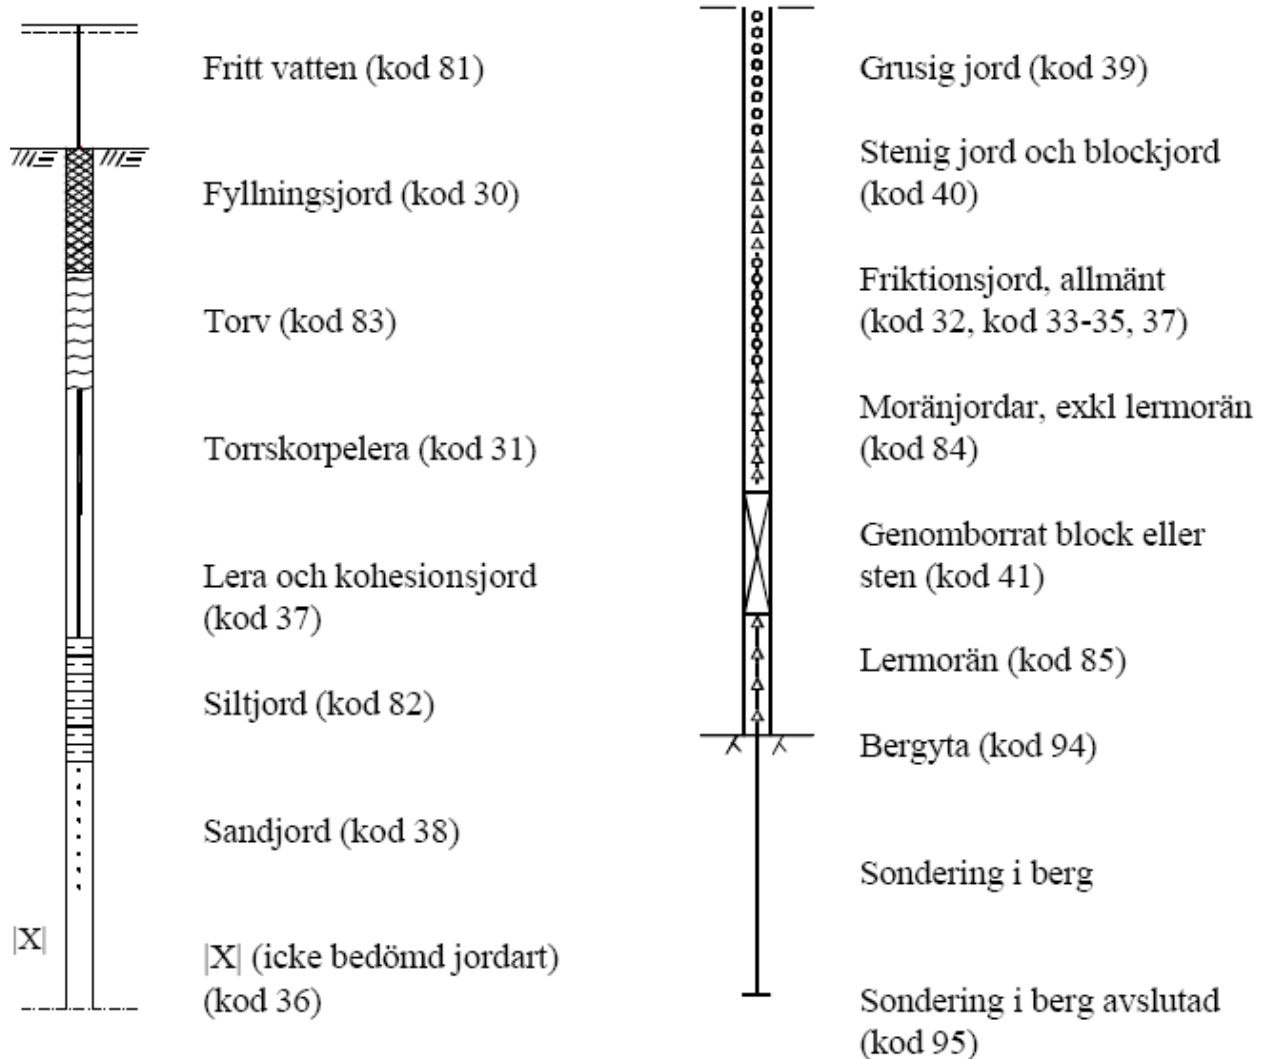 Fritt vatten (kod 81)
Fyllningsjord (kod 30)
Torv (kod 83)
Torrskorpelera (kod 31)
Lera och kohesionsjord
(kod 37)
Siltjord (kod 82)
Sandjord (kod 38)
|X|
|X| (icke bedömd jordart)
(kod 36)
Grusig jord (kod 39)
Stenig jord och blockjord
(kod 40)
Friktionsjord, allmänt
(kod 32, kod 33-35, 37)
Moränjordar, exkl lermorän
(kod 84)
Genomborrat block eller
sten (kod 41)
Lermorän (kod 85)
Bergyta (kod 94)
Sondering i berg
Sondering i berg avslutad
(kod 95)